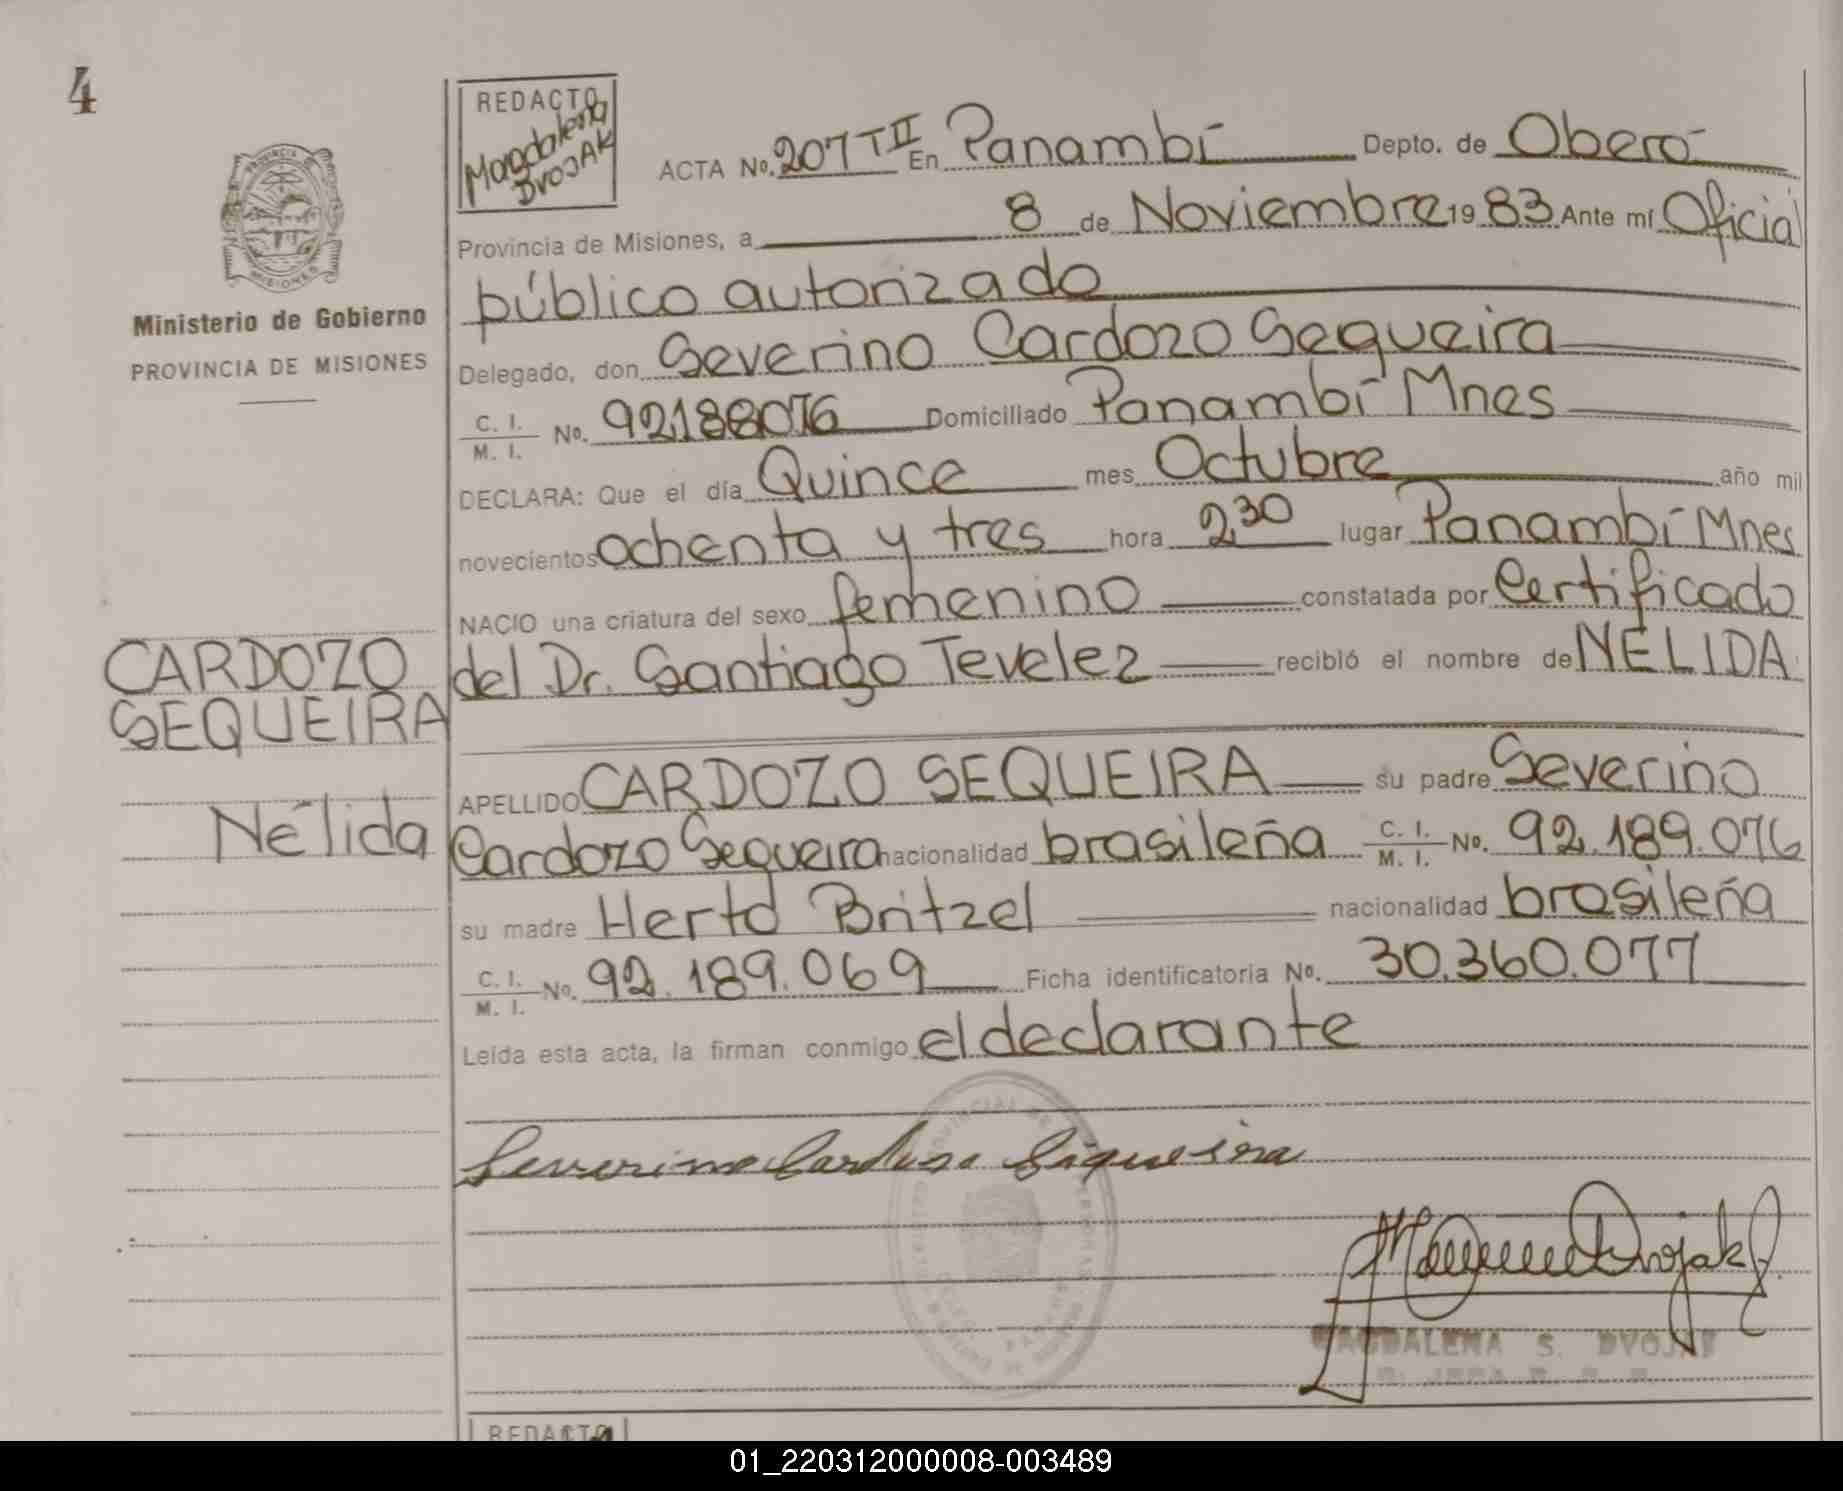 4
REDACTO
Magdalena
DVOJAK
ACTA No. 207 T II En Panambí Depto. de Oberá
Provincia de Misiones, a 8 de Noviembre 19 83 Ante mí Oficial
público autorizado
Ministerio de Gobierno
PROVINCIA DE MISIONES
Delegado, don Severino Cardozo Sequeira
C. I. / M. I. No. 92188076 Domiciliado Panambí Mnes
DECLARA: Que el día Quince mes Octubre año mil
novecientos ochenta y tres hora 2,30 lugar Panambí Mnes
NACIO una criatura del sexo femenino constatada por Certificado
del Dr. Santiago Tevelez recibió el nombre de NÉLIDA
CARDOZO
SEQUEIRA
Nélida
APELLIDO CARDOZO SEQUEIRA su padre Severino
Cardozo Sequeira nacionalidad brasileña C. I. / M. I. No. 92.189.076
su madre Herta Britzel nacionalidad brasileña
C. I. / M. I. No. 92.189.069 Ficha identificatoria No. 30.360.077
Leída esta acta, la firman conmigo el declarante
Severino Cardoso Siqueira
MAGDALENA S. DVOJAK
REDACTO
01_220312000008-003489